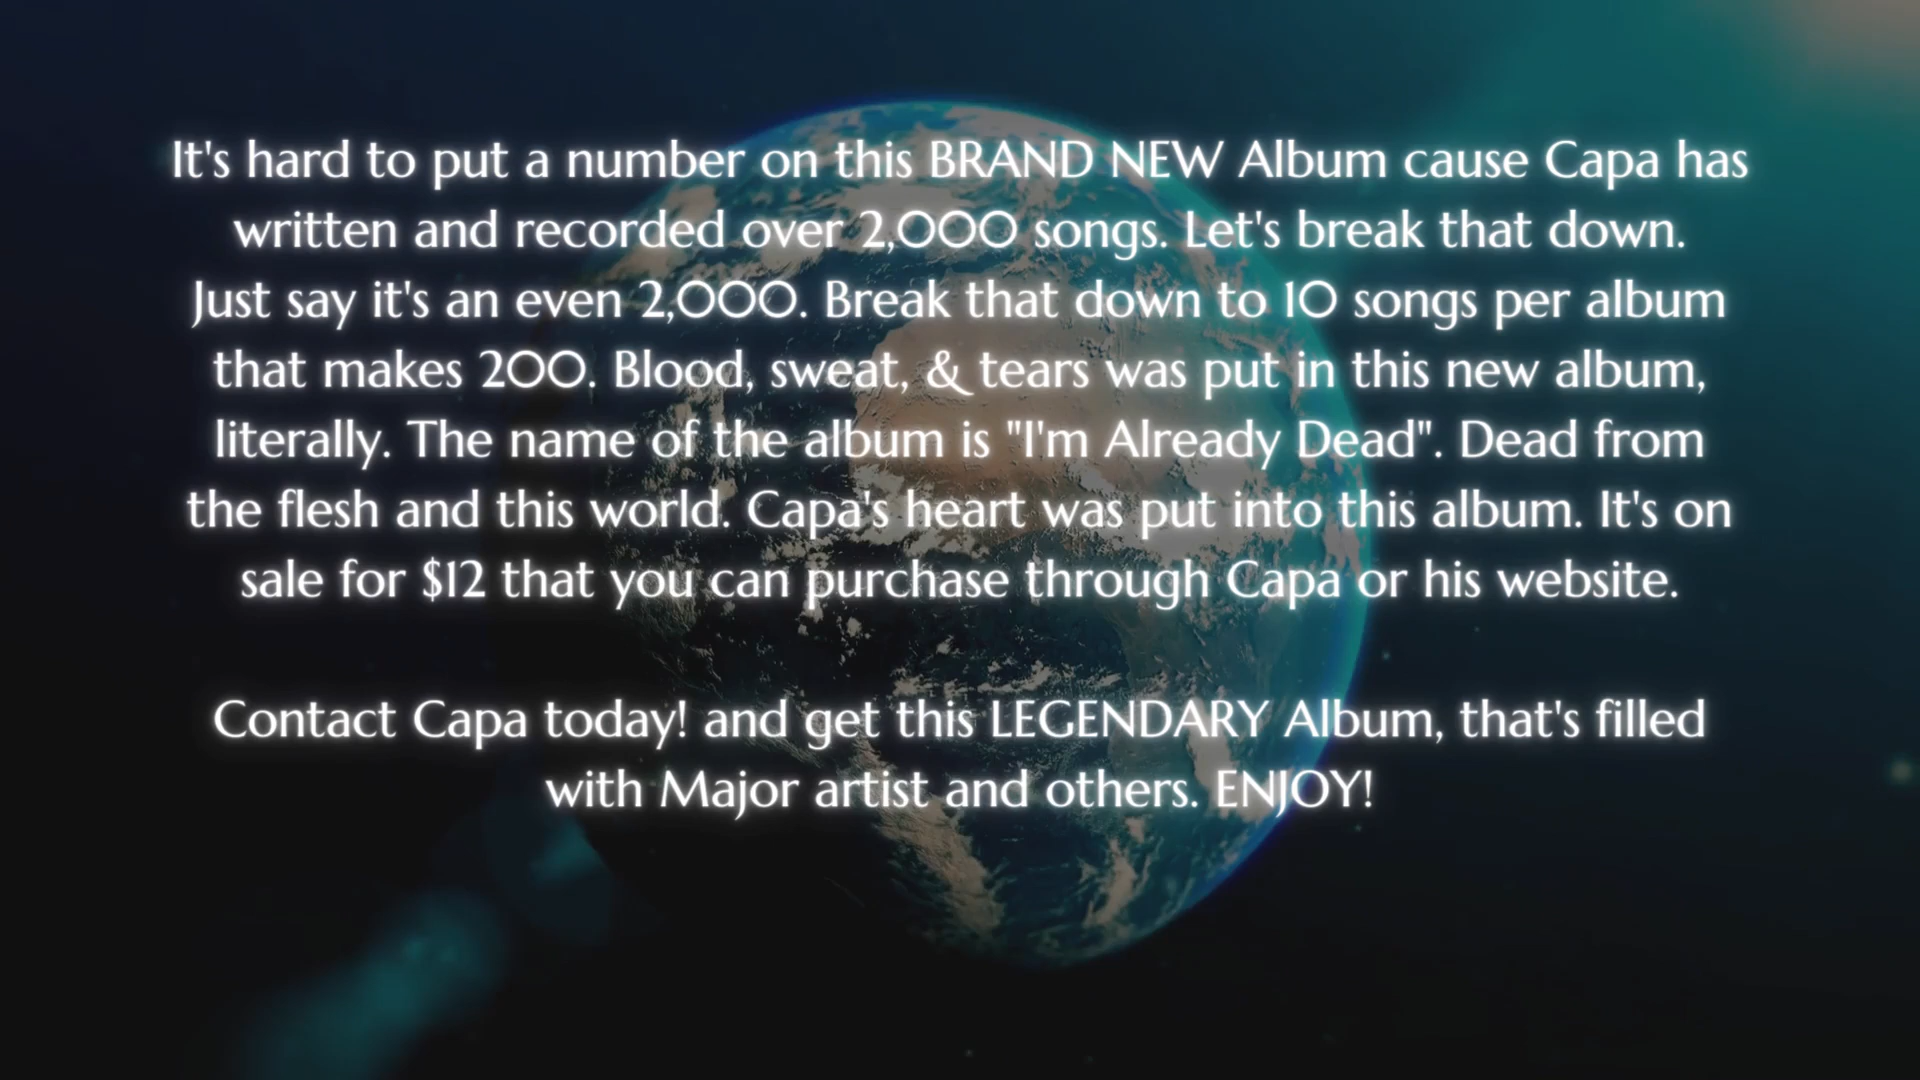 It's hard to put a number on this BRAND NEW Album cause Capa has
written and recorded over 2,000 songs. Let's break that down.
Just say it's an even 2,000. Break that down to 10 songs per album
that makes 200. Blood, sweat, & tears was put in this new album,
literally. The name of the album is "I'm Already Dead". Dead from
the flesh and this world. Capa's heart was put into this album. It's on
sale for $12 that you can purchase through Capa or his website.
Contact Capa today! and get this LEGENDARY Album, that's filled
with Major artist and others. ENJOY!